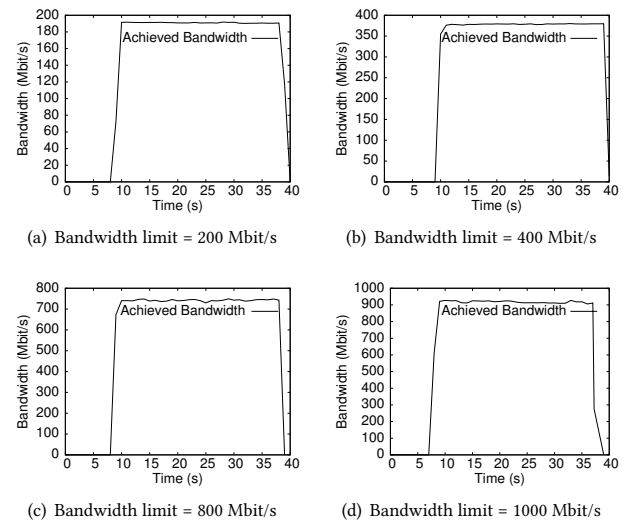 200
180
160
140
120
100
80
60
40
20
0
Bandwidth (Mbit/s)
Achieved Bandwidth
0 5 10 15 20 25 30 35 40
Time (s)
(a) Bandwidth limit = 200 Mbit/s
400
350
300
250
200
150
100
50
0
Bandwidth (Mbit/s)
Achieved Bandwidth
0 5 10 15 20 25 30 35 40
Time (s)
(b) Bandwidth limit = 400 Mbit/s
800
700
600
500
400
300
200
100
0
Bandwidth (Mbit/s)
Achieved Bandwidth
0 5 10 15 20 25 30 35 40
Time (s)
(c) Bandwidth limit = 800 Mbit/s
1000
900
800
700
600
500
400
300
200
100
0
Bandwidth (Mbit/s)
Achieved Bandwidth
0 5 10 15 20 25 30 35 40
Time (s)
(d) Bandwidth limit = 1000 Mbit/s